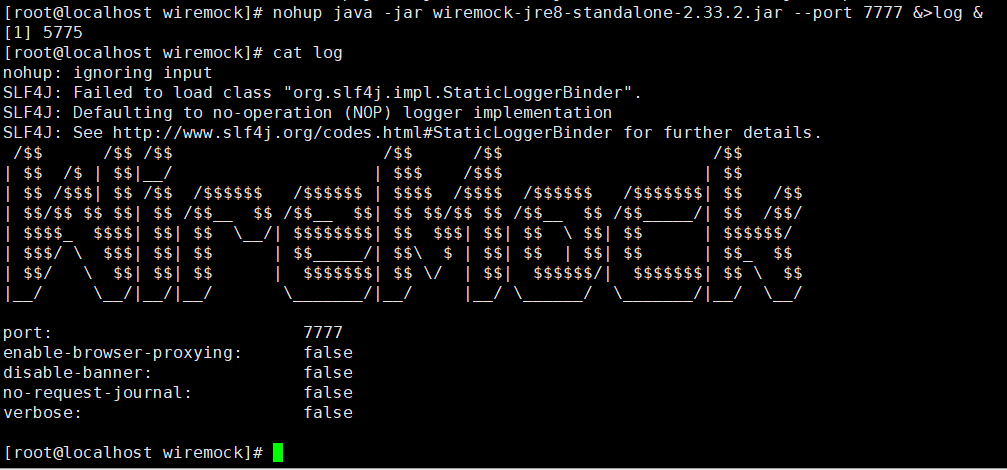 [root@localhost wiremock]# nohup java -jar wiremock-jre8-standalone-2.33.2.jar --port 7777 &>log &
[1] 5775
[root@localhost wiremock]# cat log
nohup: ignoring input
SLF4J: Failed to load class "org.slf4j.impl.StaticLoggerBinder".
SLF4J: Defaulting to no-operation (NOP) logger implementation
SLF4J: See http://www.slf4j.org/codes.html#StaticLoggerBinder for further details.
 /$$      /$$ /$$                     /$$      /$$                     /$$
| $$  /$ | $$|__/                    | $$$    /$$$                    | $$
| $$ /$$$| $$ /$$  /$$$$$$   /$$$$$$ | $$$$  /$$$$  /$$$$$$   /$$$$$$$| $$   /$$
| $$/$$ $$ $$| $$ /$$__  $$ /$$__  $$| $$ $$/$$ $$ /$$__  $$ /$$_____/| $$  /$$/
| $$$$_  $$$$| $$| $$  \__/| $$$$$$$$| $$  $$$| $$| $$  \ $$| $$      | $$$$$$/
| $$$/ \  $$$| $$| $$      | $$_____/| $$\  $ | $$| $$  | $$| $$      | $$_  $$
| $$/   \  $$| $$| $$      |  $$$$$$$| $$ \/  | $$|  $$$$$$/|  $$$$$$$| $$ \  $$
|__/     \__/|__/|__/       \_______/|__/     |__/ \______/  \_______/|__/  \__/
port:                         7777
enable-browser-proxying:      false
disable-banner:               false
no-request-journal:           false
verbose:                      false
[root@localhost wiremock]#